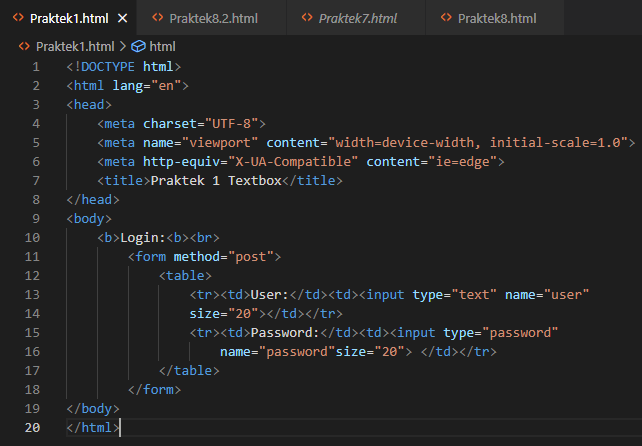 Praktek1.html Praktek8.2.html Praktek7.html Praktek8.html
Praktek1.html > html
1 <!DOCTYPE html>
2 <html lang="en">
3 <head>
4 <meta charset="UTF-8">
5 <meta name="viewport" content="width=device-width, initial-scale=1.0">
6 <meta http-equiv="X-UA-Compatible" content="ie=edge">
7 <title>Praktek 1 Textbox</title>
8 </head>
9 <body>
10 <b>Login:<b><br>
11 <form method="post">
12 <table>
13 <tr><td>User:</td><td><input type="text" name="user"
14 size="20"></td></tr>
15 <tr><td>Password:</td><td><input type="password"
16 name="password"size="20"> </td></tr>
17 </table>
18 </form>
19 </body>
20 </html>